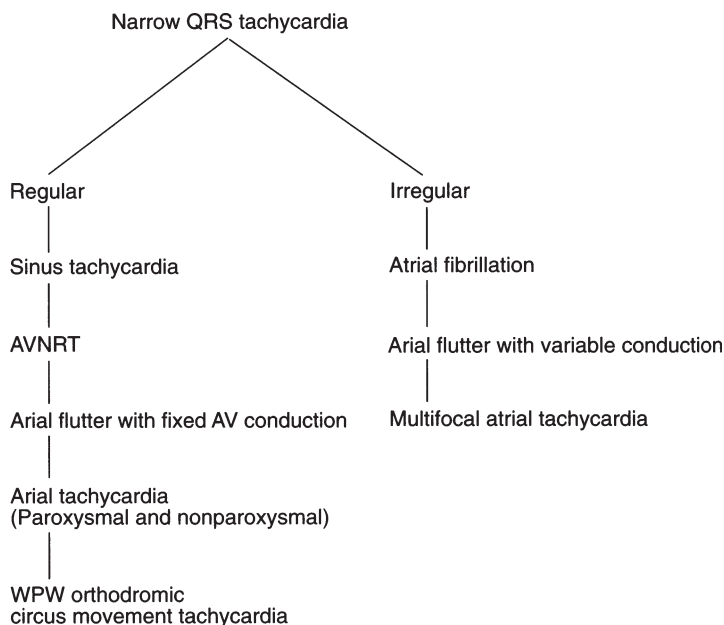 Narrow QRS tachycardia
Regular
Sinus tachycardia
AVNRT
Arial flutter with fixed AV conduction
Arial tachycardia
(Paroxysmal and nonparoxysmal)
WPW orthodromic
circus movement tachycardia
Irregular
Atrial fibrillation
Arial flutter with variable conduction
Multifocal atrial tachycardia